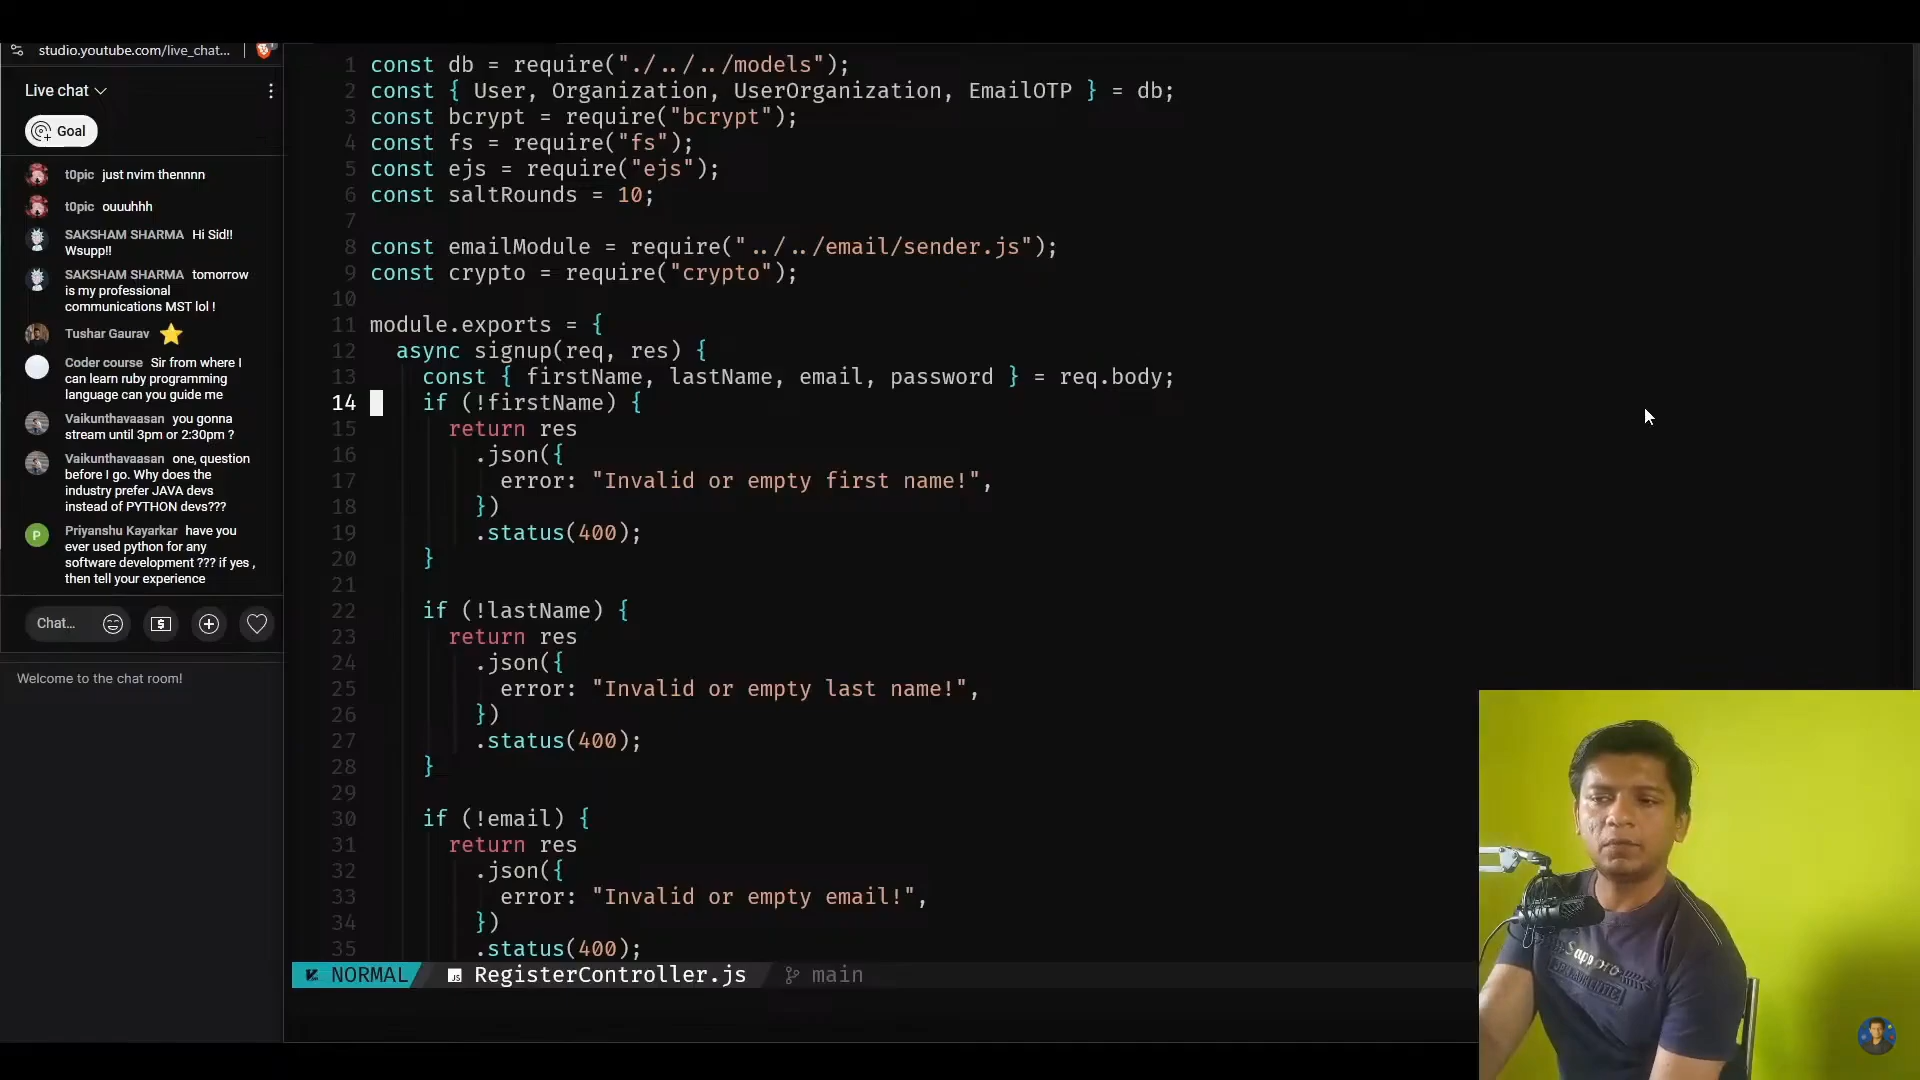 studio.youtube.com/live_chat...
Live chat
Goal
t0pic just nvim thennnn
t0pic ouuuhhh
SAKSHAM SHARMA Hi Sid!!
Wsupp!!
SAKSHAM SHARMA tomorrow
is my professional
communications MST lol !
Tushar Gaurav
Coder course Sir from where I
can learn ruby programming
language can you guide me
Vaikunthavaasan you gonna
stream until 3pm or 2:30pm ?
Vaikunthavaasan one, question
before I go. Why does the
industry prefer JAVA devs
instead of PYTHON devs???
P
Priyanshu Kayarkar have you
ever used python for any
software development ??? if yes ,
then tell your experience
Chat...
Welcome to the chat room!
1 const db = require("./../../models");
2 const { User, Organization, UserOrganization, EmailOTP } = db;
3 const bcrypt = require("bcrypt");
4 const fs = require("fs");
5 const ejs = require("ejs");
6 const saltRounds = 10;
7
8 const emailModule = require("../../email/sender.js");
9 const crypto = require("crypto");
10
11 module.exports = {
12 async signup(req, res) {
13 const { firstName, lastName, email, password } = req.body;
14 if (!firstName) {
15 return res
16 .json({
17 error: "Invalid or empty first name!",
18 })
19 .status(400);
20 }
21
22 if (!lastName) {
23 return res
24 .json({
25 error: "Invalid or empty last name!",
26 })
27 .status(400);
28 }
29
30 if (!email) {
31 return res
32 .json({
33 error: "Invalid or empty email!",
34 })
35 .status(400);
NORMAL JS RegisterController.js main
Sapporo